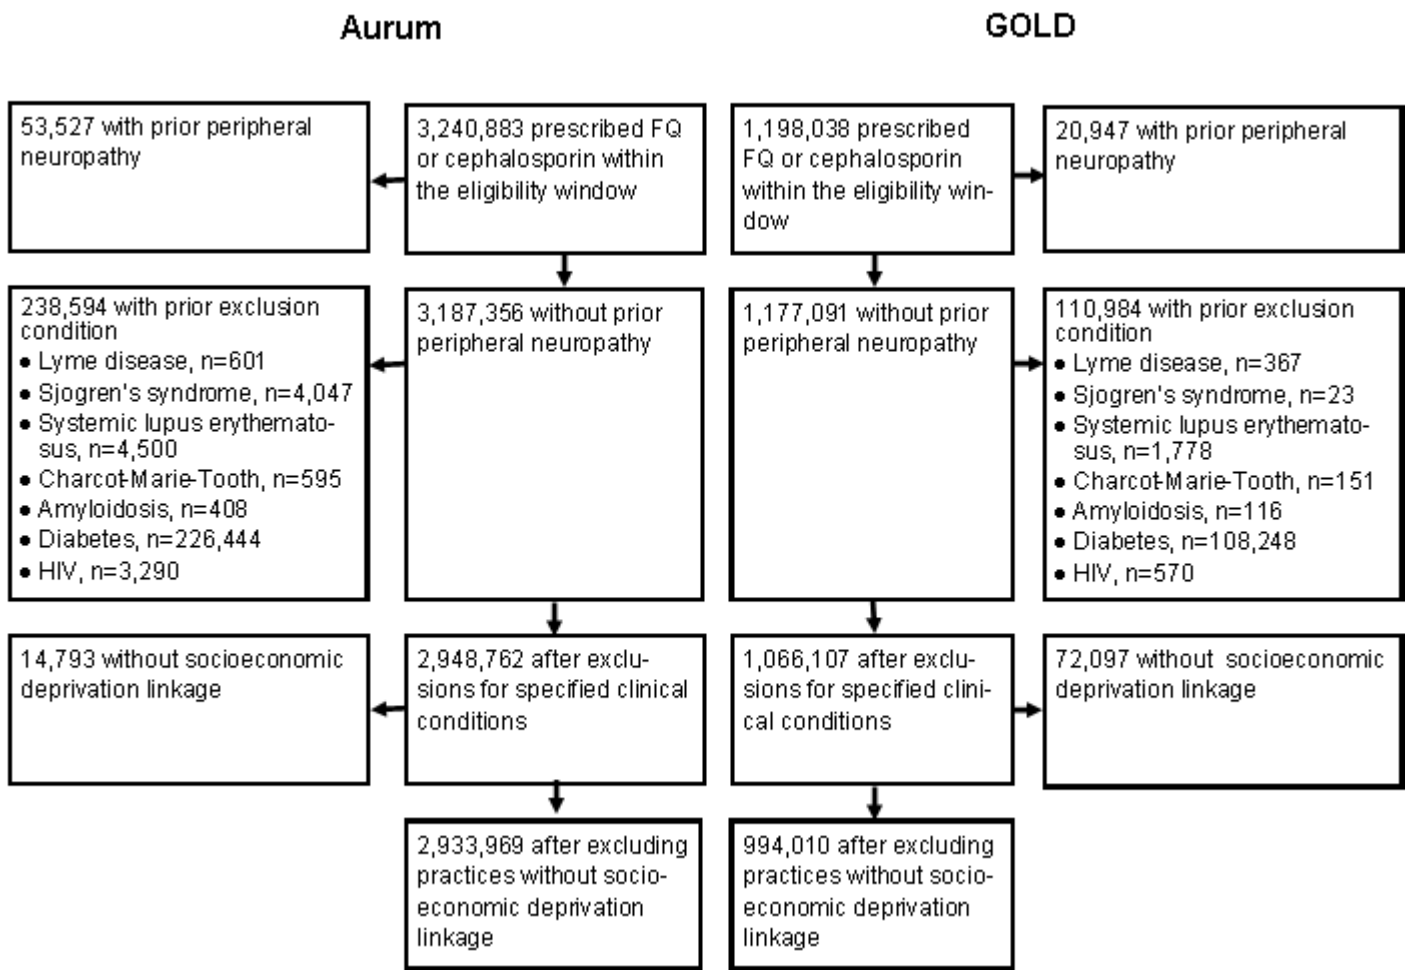 Aurum
GOLD
53,527 with prior peripheral
neuropathy
3,240,883 prescribed FQ
or cephalosporin within
the eligibility window
1,198,038 prescribed
FQ or cephalosporin
within the eligibility win-
dow
20,947 with prior peripheral
neuropathy
238,594 with prior exclusion
condition
● Lyme disease, n=601
● Sjogren's syndrome, n=4,047
● Systemic lupus erythemato-
sus, n=4,500
● Charcot-Marie-Tooth, n=595
● Amyloidosis, n=408
● Diabetes, n=226,444
● HIV, n=3,290
3,187,356 without prior
peripheral neuropathy
1,177,091 without prior
peripheral neuropathy
110,984 with prior exclusion
condition
● Lyme disease, n=367
● Sjogren's syndrome, n=23
● Systemic lupus erythemato-
sus, n=1,778
● Charcot-Marie-Tooth, n=151
● Amyloidosis, n=116
● Diabetes, n=108,248
● HIV, n=570
14,793 without socioeconomic
deprivation linkage
2,948,762 after exclu-
sions for specified clinical
conditions
1,066,107 after exclu-
sions for specified clini-
cal conditions
72,097 without socioeconomic
deprivation linkage
2,933,969 after excluding
practices without socio-
economic deprivation
linkage
994,010 after excluding
practices without socio-
economic deprivation
linkage